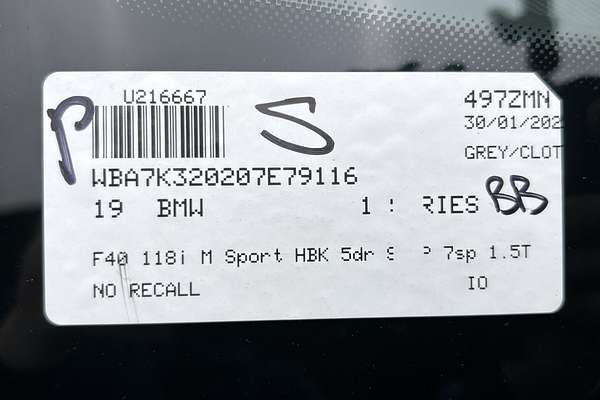 U216667
497ZMN
P S
30/01/202
GREY/CLOT
WBA7K320207E79116
19 BMW 1 RIES BB
F40 118i M Sport HBK 5dr S P 7sp 1.5T
NO RECALL IO